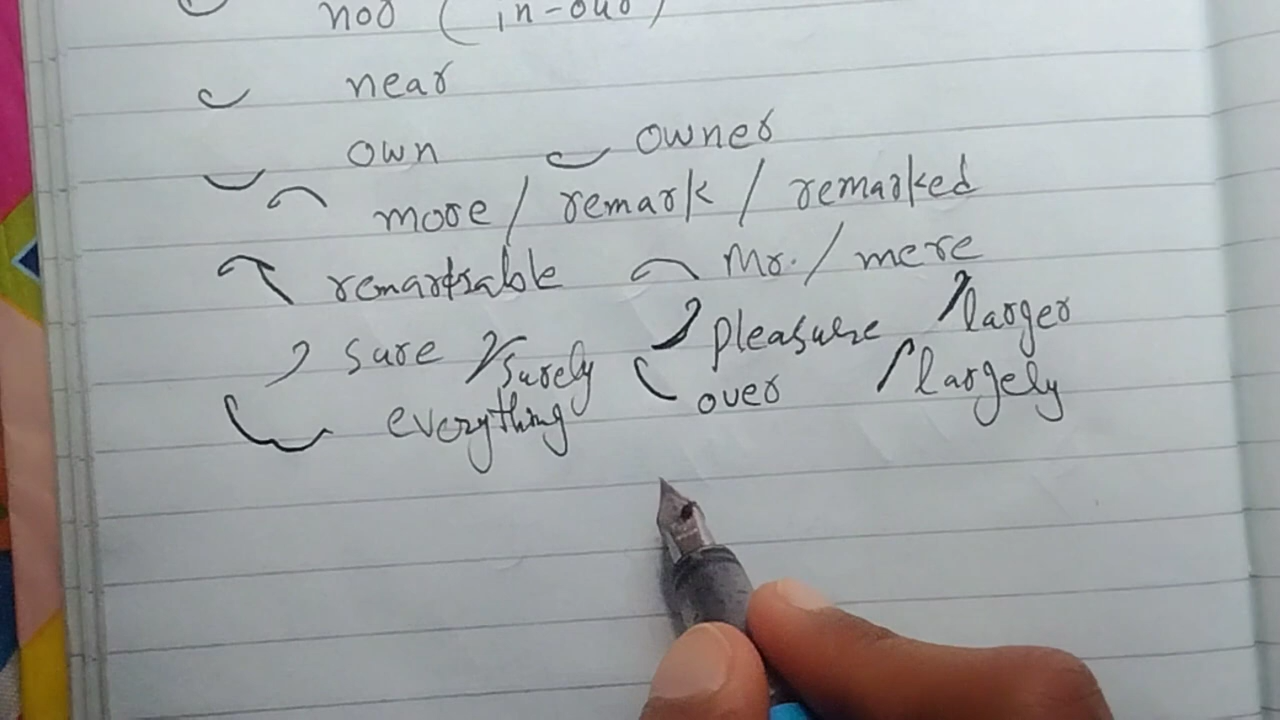 near
own owner
more / remark / remarked
remarkable Mr. / mere
sure pleasure larger
surely over largely
everything